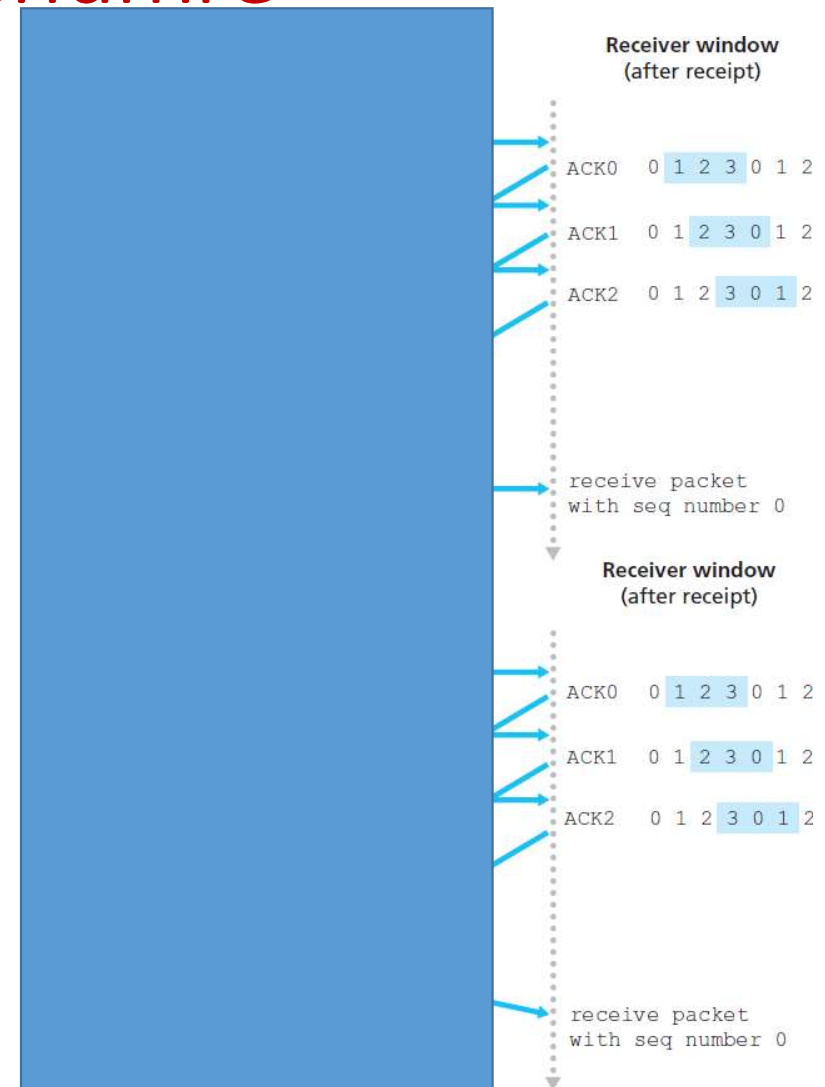 Receiver window
(after receipt)
ACK0 0 1 2 3 0 1 2
ACK1 0 1 2 3 0 1 2
ACK2 0 1 2 3 0 1 2
receive packet
with seq number 0
Receiver window
(after receipt)
ACK0 0 1 2 3 0 1 2
ACK1 0 1 2 3 0 1 2
ACK2 0 1 2 3 0 1 2
receive packet
with seq number 0